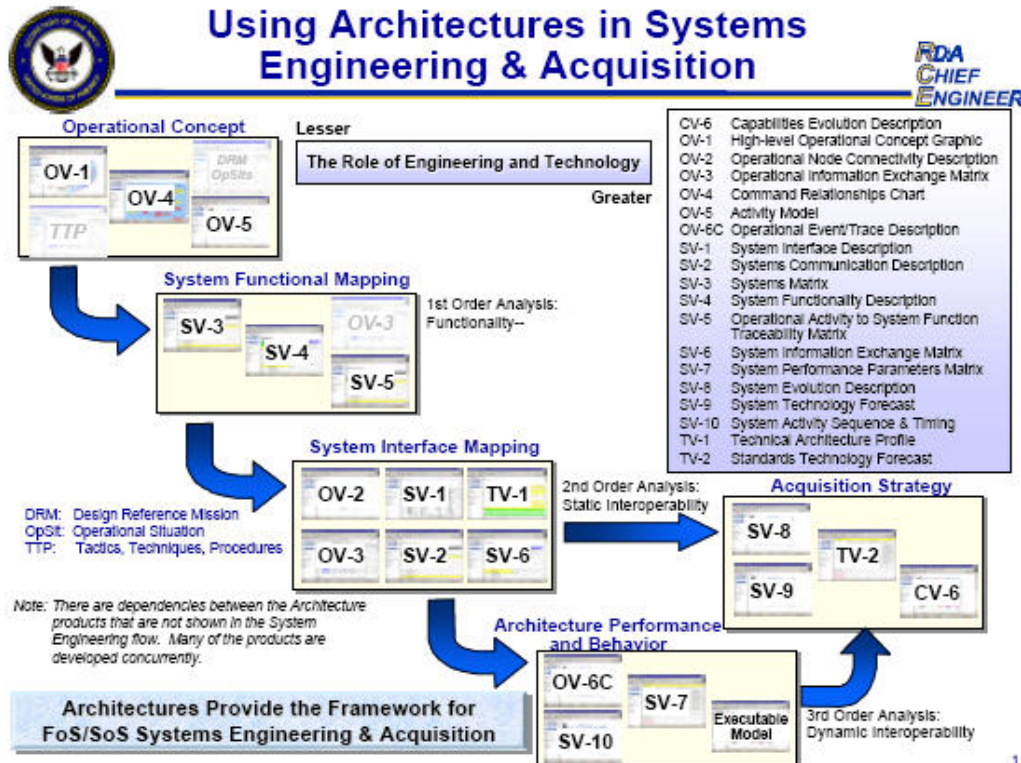 Using Architectures in Systems
Engineering & Acquisition
RDA
CHIEF
ENGINEER
Operational Concept
OV-1
DRM
OpSits
OV-4
TTP
OV-5
Lesser
The Role of Engineering and Technology
Greater
CV-6 Capabilities Evolution Description
OV-1 High-level Operational Concept Graphic
OV-2 Operational Node Connectivity Description
OV-3 Operational Information Exchange Matrix
OV-4 Command Relationships Chart
OV-5 Activity Model
OV-6C Operational Event/Trace Description
SV-1 System Interface Description
SV-2 Systems Communication Description
SV-3 Systems Matrix
SV-4 System Functionality Description
SV-5 Operational Activity to System Function
Traceability Matrix
SV-6 System Information Exchange Matrix
SV-7 System Performance Parameters Matrix
SV-8 System Evolution Description
SV-9 System Technology Forecast
SV-10 System Activity Sequence & Timing
TV-1 Technical Architecture Profile
TV-2 Standards Technology Forecast
System Functional Mapping
SV-3
SV-4
OV-3
SV-5
1st Order Analysis:
Functionality--
System Interface Mapping
OV-2 SV-1 TV-1
OV-3 SV-2 SV-6
DRM: Design Reference Mission
OpSit: Operational Situation
TTP: Tactics, Techniques, Procedures
2nd Order Analysis:
Static Interoperability
Acquisition Strategy
SV-8
TV-2
SV-9
CV-6
Note: There are dependencies between the Architecture
products that are not shown in the System
Engineering flow. Many of the products are
developed concurrently.
Architecture Performance
and Behavior
OV-6C
SV-7
SV-10
Executable
Model
3rd Order Analysis:
Dynamic Interoperability
Architectures Provide the Framework for
FoS/SoS Systems Engineering & Acquisition
1